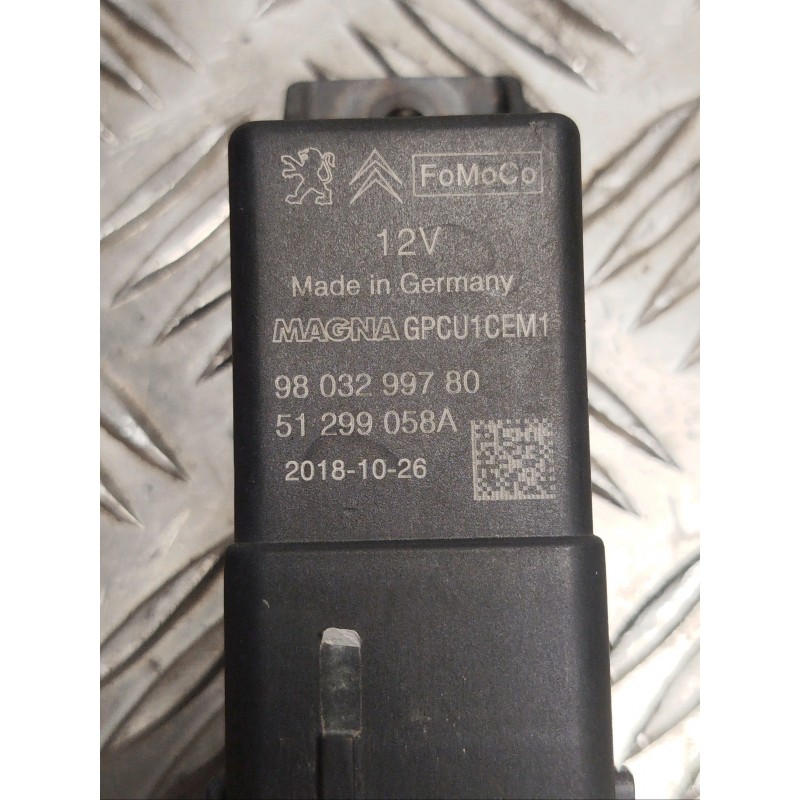 FoMoCo
12V
Made in Germany
MAGNA GPCU1CEM1
98 032 997 80
51 299 058A
2018-10-26